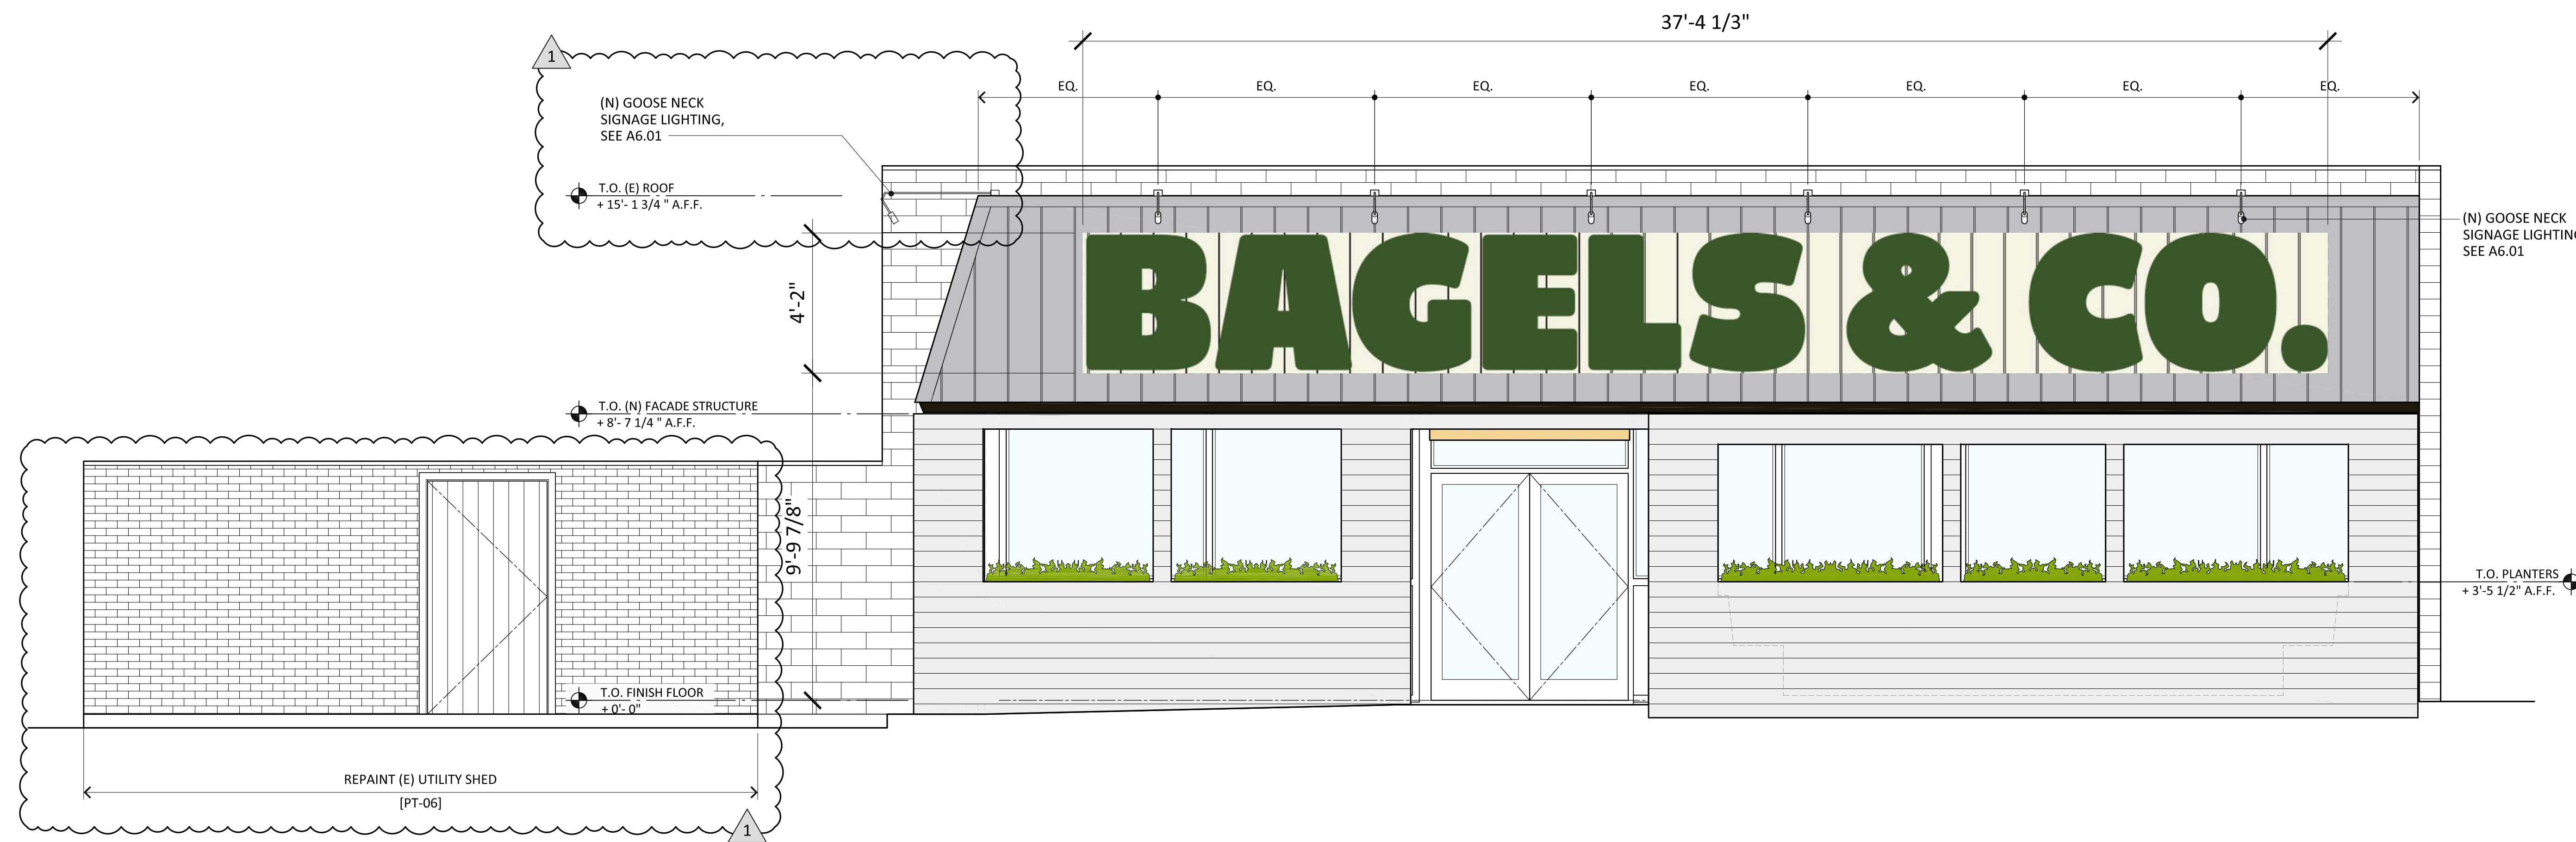 37'-4 1/3"
1
EQ.
EQ.
EQ.
EQ.
EQ.
EQ.
EQ.
(N) GOOSE NECK
SIGNAGE LIGHTING,
SEE A6.01
T.O. (E) ROOF
+ 15'- 1 3/4 " A.F.F.
(N) GOOSE NECK
SIGNAGE LIGHTIN
SEE A6.01
BAGELS & CO.
4'-2"
T.O. (N) FACADE STRUCTURE
+ 8'- 7 1/4 " A.F.F.
9'-9 7/8"
T.O. PLANTERS
+ 3'-5 1/2" A.F.F.
T.O. FINISH FLOOR
+ 0'- 0"
REPAINT (E) UTILITY SHED
[PT-06]
1